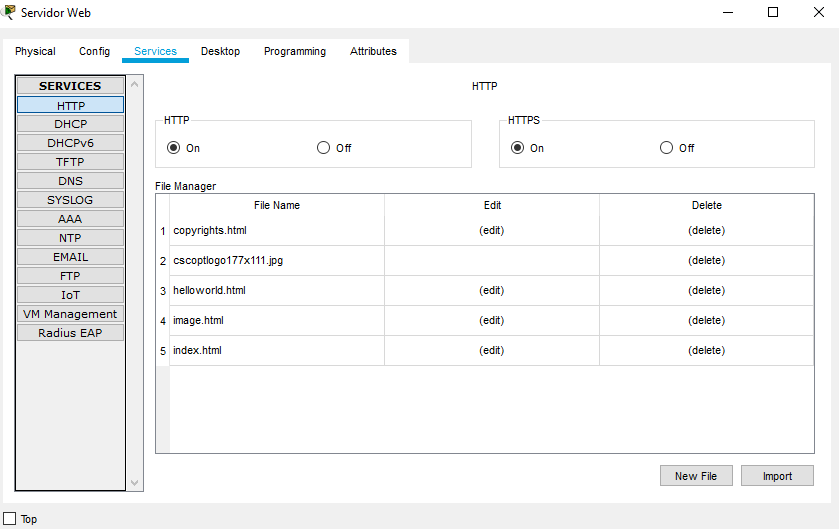 Servidor Web
Physical Config Services Desktop Programming Attributes
SERVICES
HTTP
DHCP
DHCPv6
TFTP
DNS
SYSLOG
AAA
NTP
EMAIL
FTP
IoT
VM Management
Radius EAP
HTTP
HTTP
On Off
HTTPS
On Off
File Manager
File Name Edit Delete
1 copyrights.html (edit) (delete)
2 cscoptlogo177x111.jpg (delete)
3 helloworld.html (edit) (delete)
4 image.html (edit) (delete)
5 index.html (edit) (delete)
New File Import
Top